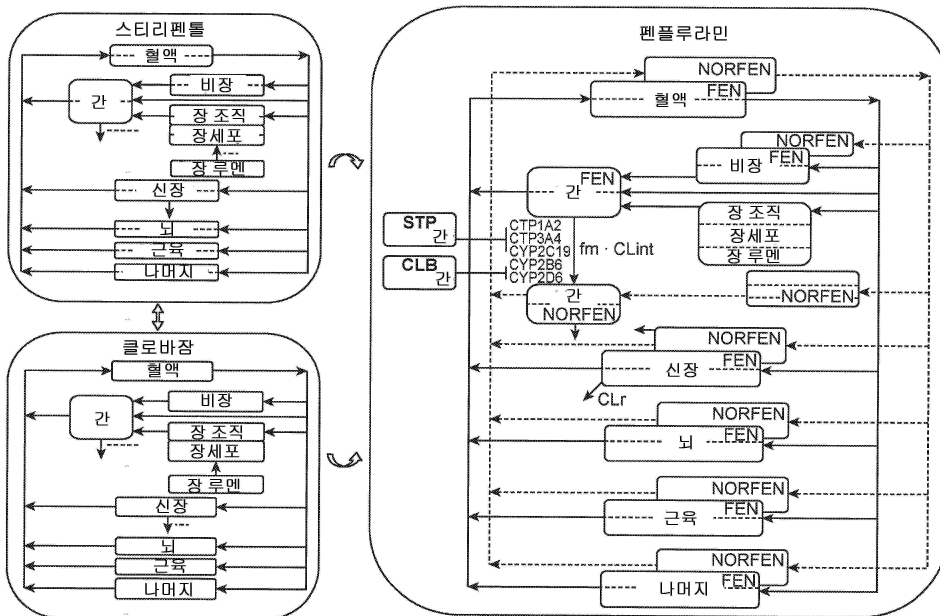 스티리펜톨
혈액
비장
간
장 조직
장세포
장 루멘
신장
뇌
근육
나머지
클로바잠
혈액
비장
간
장 조직
장세포
장 루멘
신장
뇌
근육
나머지
펜플루라민
NORFEN
FEN
혈액
NORFEN
FEN
비장
FEN
간
장 조직
장세포
장 루멘
STP
간
CLB
간
CTP1A2
CTP3A4
CYP2C19
CYP2B6
CYP2D6
fm · CLint
간
NORFEN
NORFEN
NORFEN
FEN
신장
CLr
NORFEN
FEN
뇌
NORFEN
FEN
근육
NORFEN
FEN
나머지